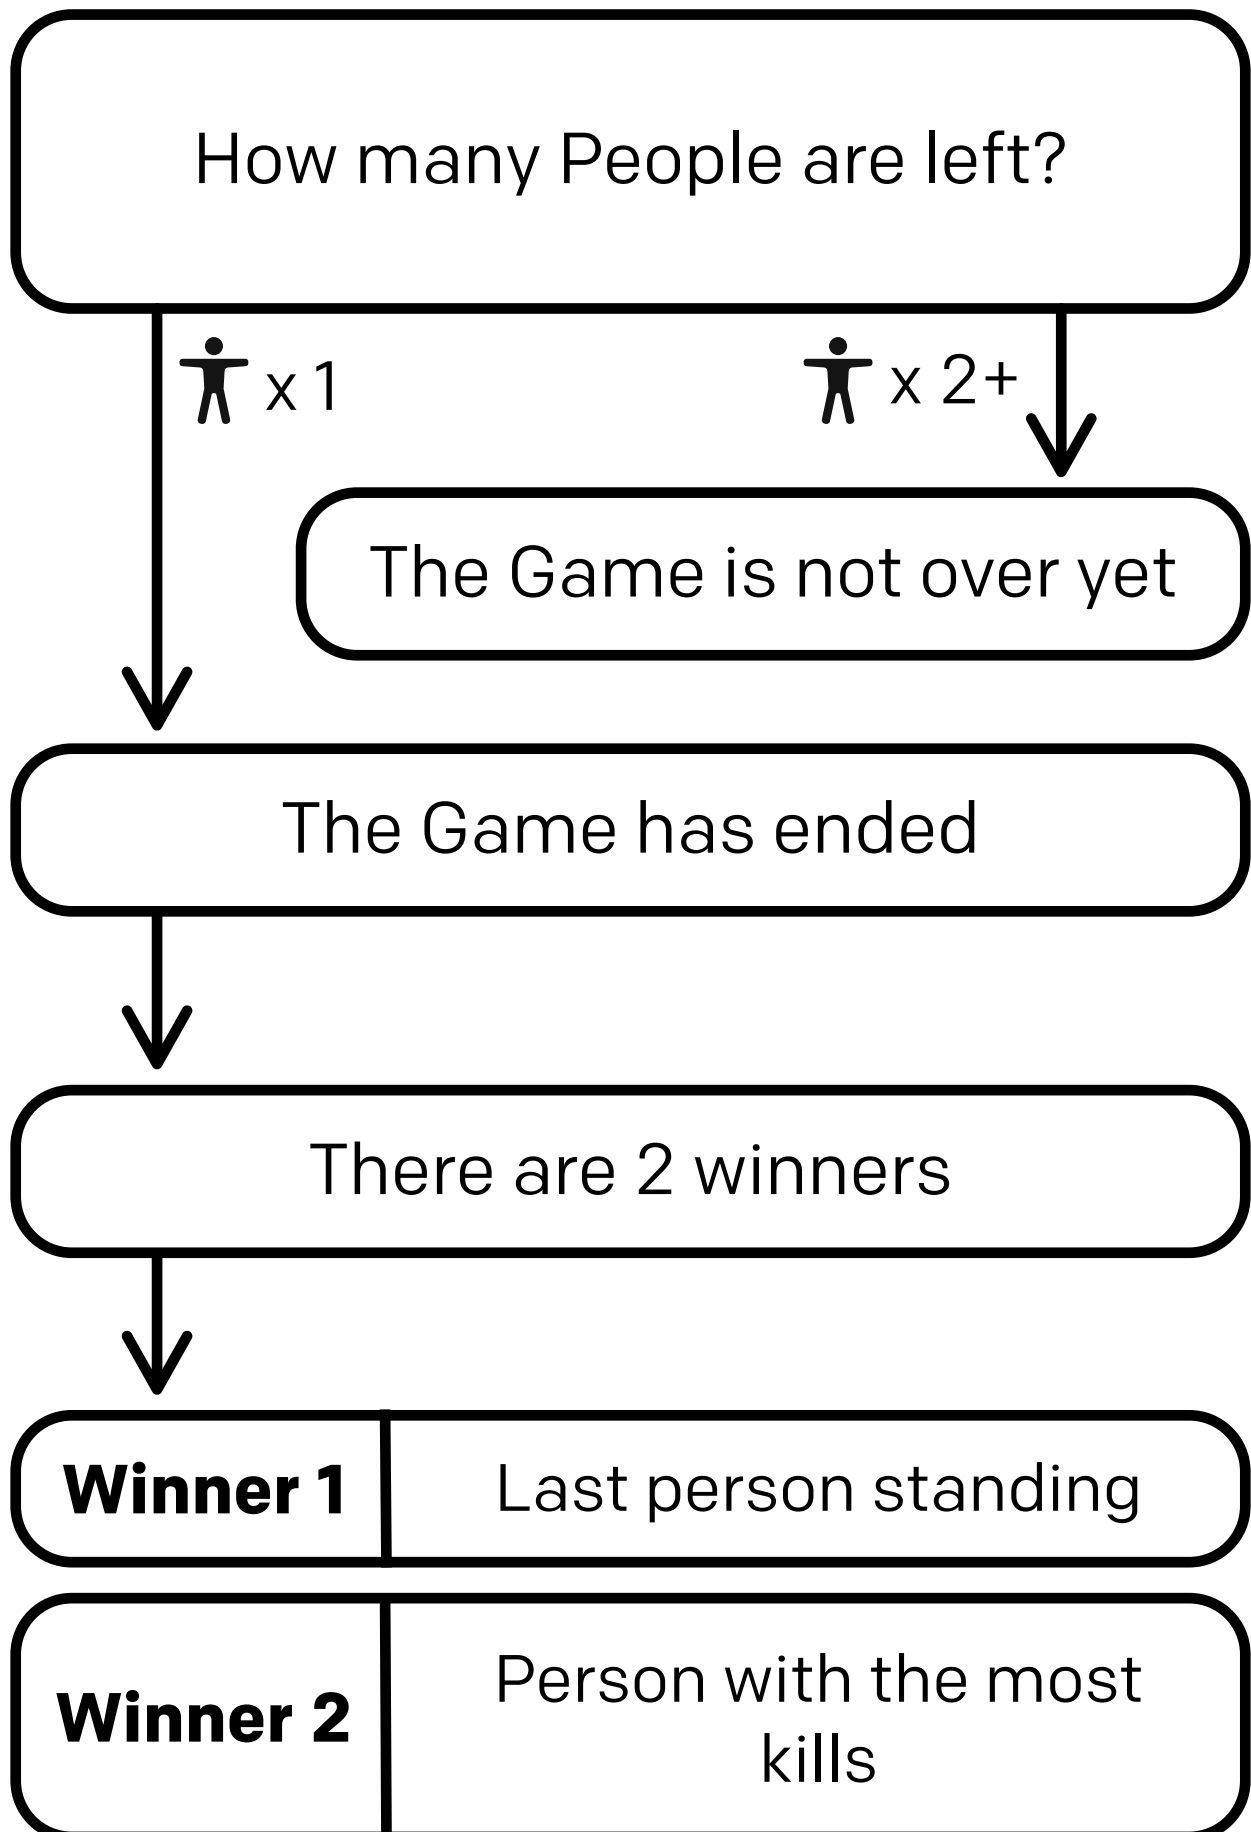 How many People are left?
x 1
x 2+
The Game is not over yet
The Game has ended
There are 2 winners
Winner 1
Last person standing
Winner 2
Person with the most
kills